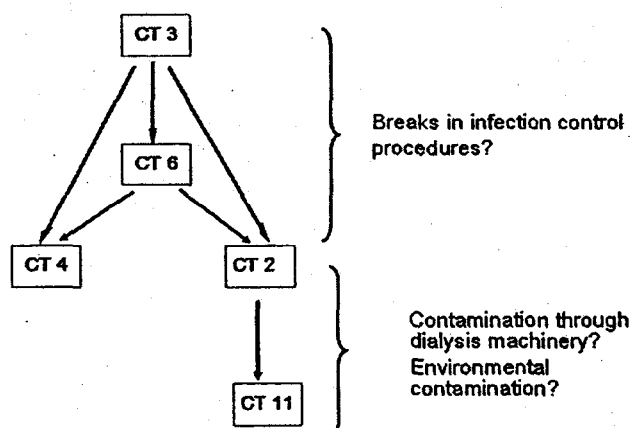 CT 3
Breaks in infection control
procedures?
CT 6
CT 4
CT 2
Contamination through
dialysis machinery?
Environmental
contamination?
CT 11